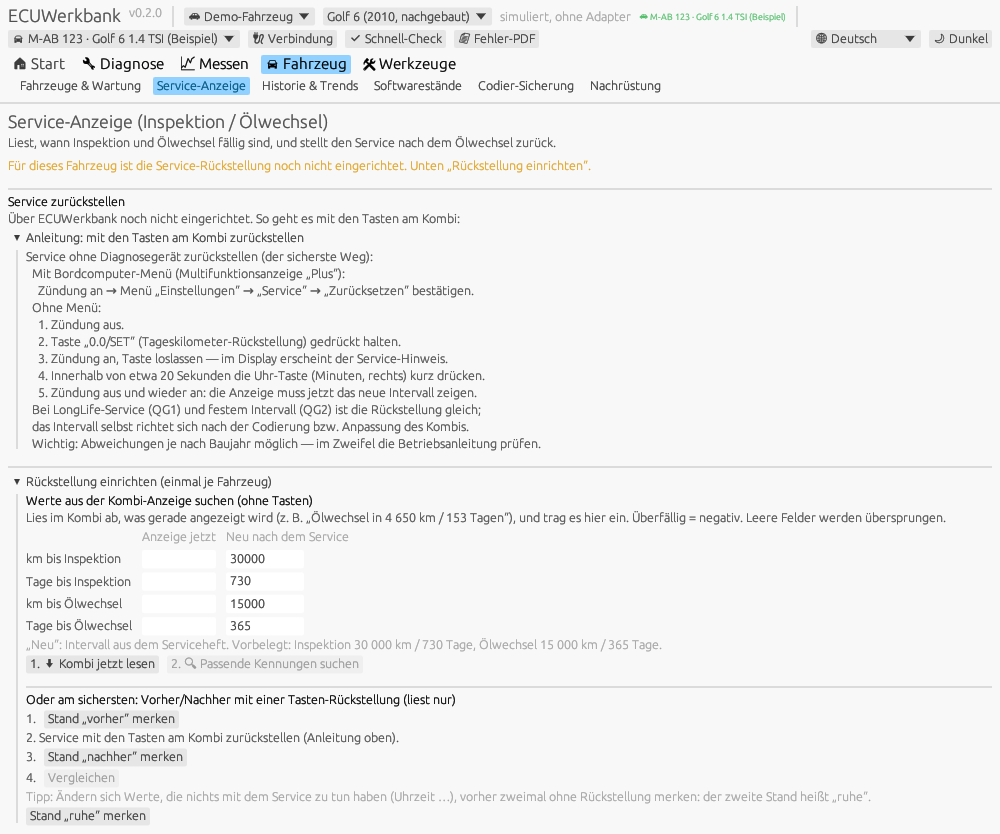 ECUWerkbank v0.2.0 Demo-Fahrzeug Golf 6 (2010, nachgebaut) simuliert, ohne Adapter M-AB 123 · Golf 6 1.4 TSI (Beispiel)
M-AB 123 · Golf 6 1.4 TSI (Beispiel) Verbindung Schnell-Check Fehler-PDF Deutsch Dunkel
Start Diagnose Messen Fahrzeug Werkzeuge
Fahrzeuge & Wartung Service-Anzeige Historie & Trends Softwarestände Codier-Sicherung Nachrüstung
Service-Anzeige (Inspektion / Ölwechsel)
Liest, wann Inspektion und Ölwechsel fällig sind, und stellt den Service nach dem Ölwechsel zurück.
Für dieses Fahrzeug ist die Service-Rückstellung noch nicht eingerichtet. Unten „Rückstellung einrichten“.
Service zurückstellen
Über ECUWerkbank noch nicht eingerichtet. So geht es mit den Tasten am Kombi:
▼ Anleitung: mit den Tasten am Kombi zurückstellen
Service ohne Diagnosegerät zurückstellen (der sicherste Weg):
Mit Bordcomputer-Menü (Multifunktionsanzeige „Plus“):
Zündung an → Menü „Einstellungen“ → „Service“ → „Zurücksetzen“ bestätigen.
Ohne Menü:
1. Zündung aus.
2. Taste „0.0/SET“ (Tageskilometer-Rückstellung) gedrückt halten.
3. Zündung an, Taste loslassen — im Display erscheint der Service-Hinweis.
4. Innerhalb von etwa 20 Sekunden die Uhr-Taste (Minuten, rechts) kurz drücken.
5. Zündung aus und wieder an: die Anzeige muss jetzt das neue Intervall zeigen.
Bei LongLife-Service (QG1) und festem Intervall (QG2) ist die Rückstellung gleich;
das Intervall selbst richtet sich nach der Codierung bzw. Anpassung des Kombis.
Wichtig: Abweichungen je nach Baujahr möglich — im Zweifel die Betriebsanleitung prüfen.
▼ Rückstellung einrichten (einmal je Fahrzeug)
Werte aus der Kombi-Anzeige suchen (ohne Tasten)
Lies im Kombi ab, was gerade angezeigt wird (z. B. „Ölwechsel in 4 650 km / 153 Tagen“), und trag es hier ein. Überfällig = negativ. Leere Felder werden übersprungen.
Anzeige jetzt Neu nach dem Service
km bis Inspektion 30000
Tage bis Inspektion 730
km bis Ölwechsel 15000
Tage bis Ölwechsel 365
„Neu“: Intervall aus dem Serviceheft. Vorbelegt: Inspektion 30 000 km / 730 Tage, Ölwechsel 15 000 km / 365 Tage.
1. ⬇ Kombi jetzt lesen 2. 🔍 Passende Kennungen suchen
Oder am sichersten: Vorher/Nachher mit einer Tasten-Rückstellung (liest nur)
1. Stand „vorher“ merken
2. Service mit den Tasten am Kombi zurückstellen (Anleitung oben).
3. Stand „nachher“ merken
4. Vergleichen
Tipp: Ändern sich Werte, die nichts mit dem Service zu tun haben (Uhrzeit …), vorher zweimal ohne Rückstellung merken: der zweite Stand heißt „ruhe“.
Stand „ruhe“ merken